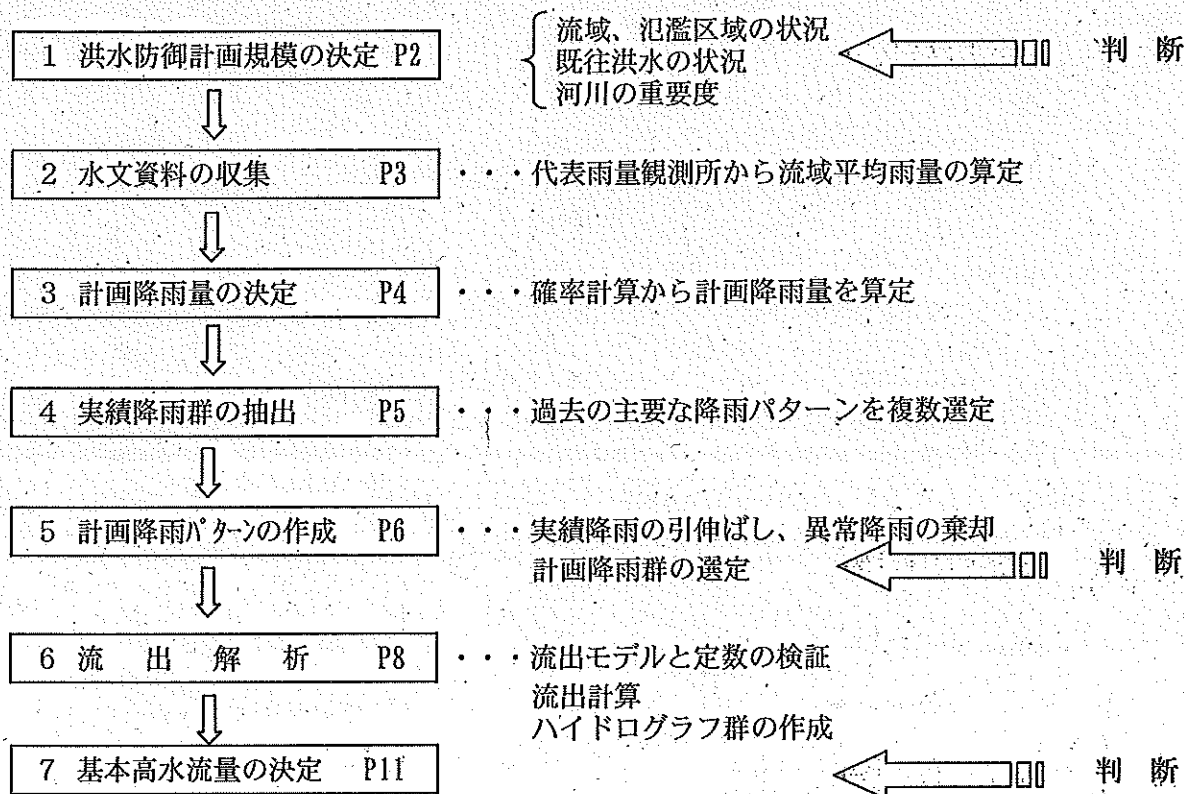 流域、氾濫区域の状況
1 洪水防御計画規模の決定 P2
既往洪水の状況
判 断
河川の重要度
2 水文資料の収集 P3 ・・・代表雨量観測所から流域平均雨量の算定
3 計画降雨量の決定 P4 ・・・確率計算から計画降雨量を算定
4 実績降雨群の抽出 P5 ・・・過去の主要な降雨パターンを複数選定
5 計画降雨ﾊﾟﾀｰﾝの作成 P6 ・・・実績降雨の引伸ばし、異常降雨の棄却
計画降雨群の選定
判 断
6 流 出 解 析 P8 ・・・流出モデルと定数の検証
流出計算
ハイドログラフ群の作成
7 基本高水流量の決定 P11
判 断